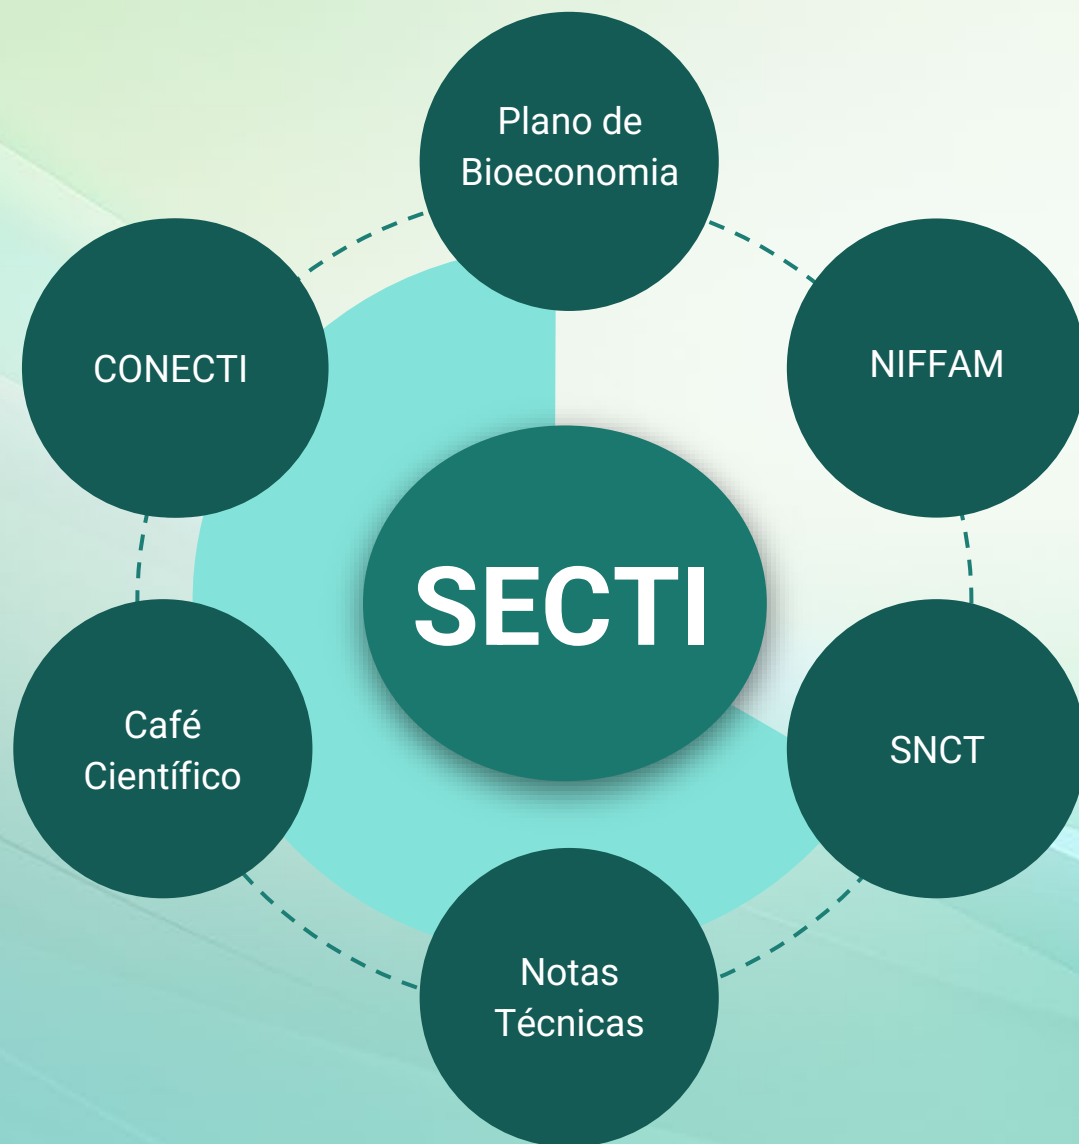 Plano de
Bioeconomia
CONECTI
NIFFAM
SECTI
Café
Científico
SNCT
Notas
Técnicas